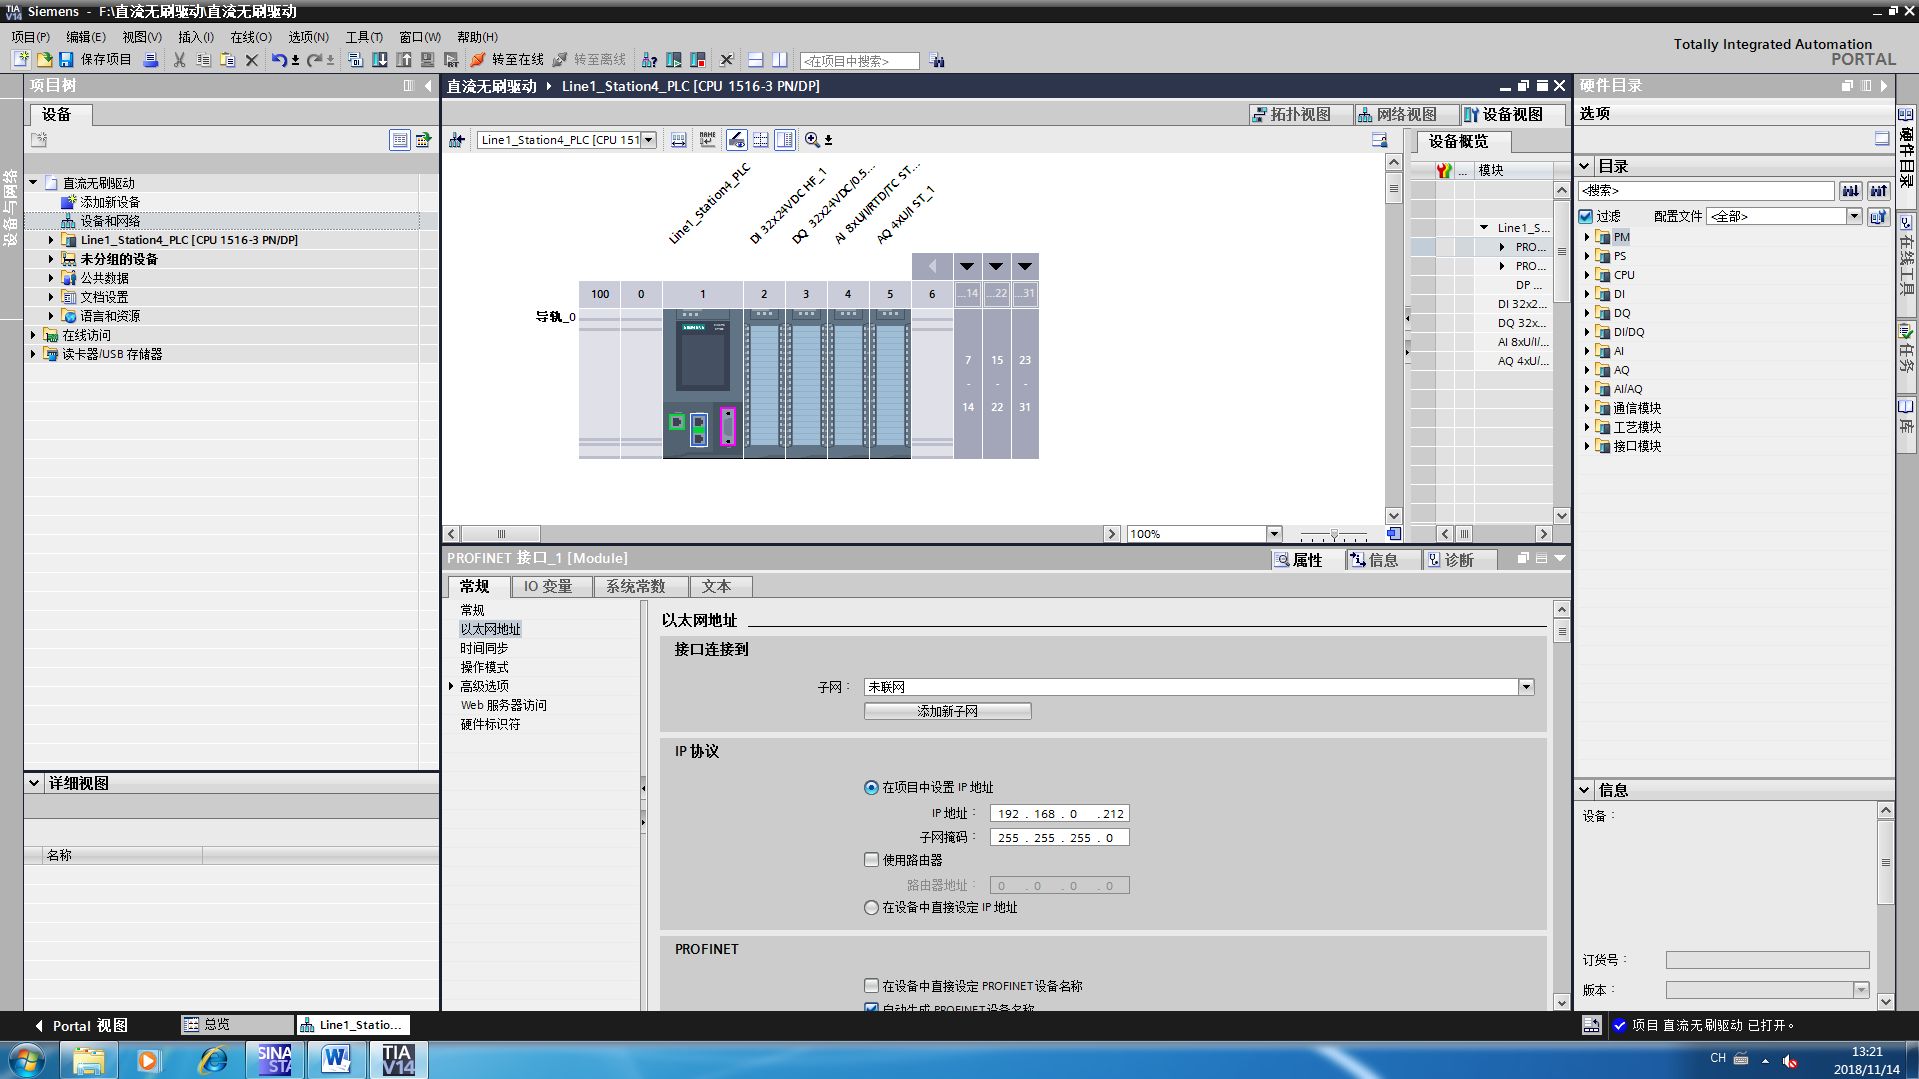 Siemens - F:\直流无刷驱动\直流无刷驱动
项目(P) 编辑(E) 视图(V) 插入(I) 在线(O) 选项(N) 工具(T) 窗口(W) 帮助(H)
Totally Integrated Automation
PORTAL
保存项目 转至在线 转至离线 <在项目中搜索>
项目树
设备
设备与网络
直流无刷驱动
添加新设备
设备和网络
Line1_Station4_PLC [CPU 1516-3 PN/DP]
未分组的设备
公共数据
文档设置
语言和资源
在线访问
读卡器/USB 存储器
详细视图
名称
直流无刷驱动 Line1_Station4_PLC [CPU 1516-3 PN/DP]
拓扑视图 网络视图 设备视图
Line1_Station4_PLC [CPU 151
Line1_Station4_PLC
DI 32x24VDC HF_1
DQ 32x24VDC/0.5...
AI 8xU/I/RTD/TC ST...
AQ 4xU/I ST_1
100 0 1 2 3 4 5 6 ...14 ...22 ...31
导轨_0
SIEMENS
7 15 23
- - -
14 22 31
100%
设备概览
... 模块
Line1_S...
PRO...
PRO...
DP ...
DI 32x2...
DQ 32x...
AI 8xU/I/...
AQ 4xU/...
PROFINET 接口_1 [Module]
属性 信息 诊断
常规 IO 变量 系统常数 文本
常规
以太网地址
时间同步
操作模式
高级选项
Web 服务器访问
硬件标识符
以太网地址
接口连接到
子网： 未联网
添加新子网
IP 协议
在项目中设置 IP 地址
IP 地址： 192 . 168 . 0 . 212
子网掩码： 255 . 255 . 255 . 0
使用路由器
路由器地址： 0 . 0 . 0 . 0
在设备中直接设定 IP 地址
PROFINET
在设备中直接设定 PROFINET 设备名称
自动生成 PROFINET 设备名称
硬件目录
选项
目录
<搜索>
过滤 配置文件 <全部>
PM
PS
CPU
DI
DQ
DI/DQ
AI
AQ
AI/AQ
通信模块
工艺模块
接口模块
信息
设备：
订货号：
版本：
硬件目录
在线工具
任务
库
Portal 视图 总览 Line1_Statio...
项目 直流无刷驱动 已打开。
SINA
STA
TIA
V14
CH
13:21
2018/11/14